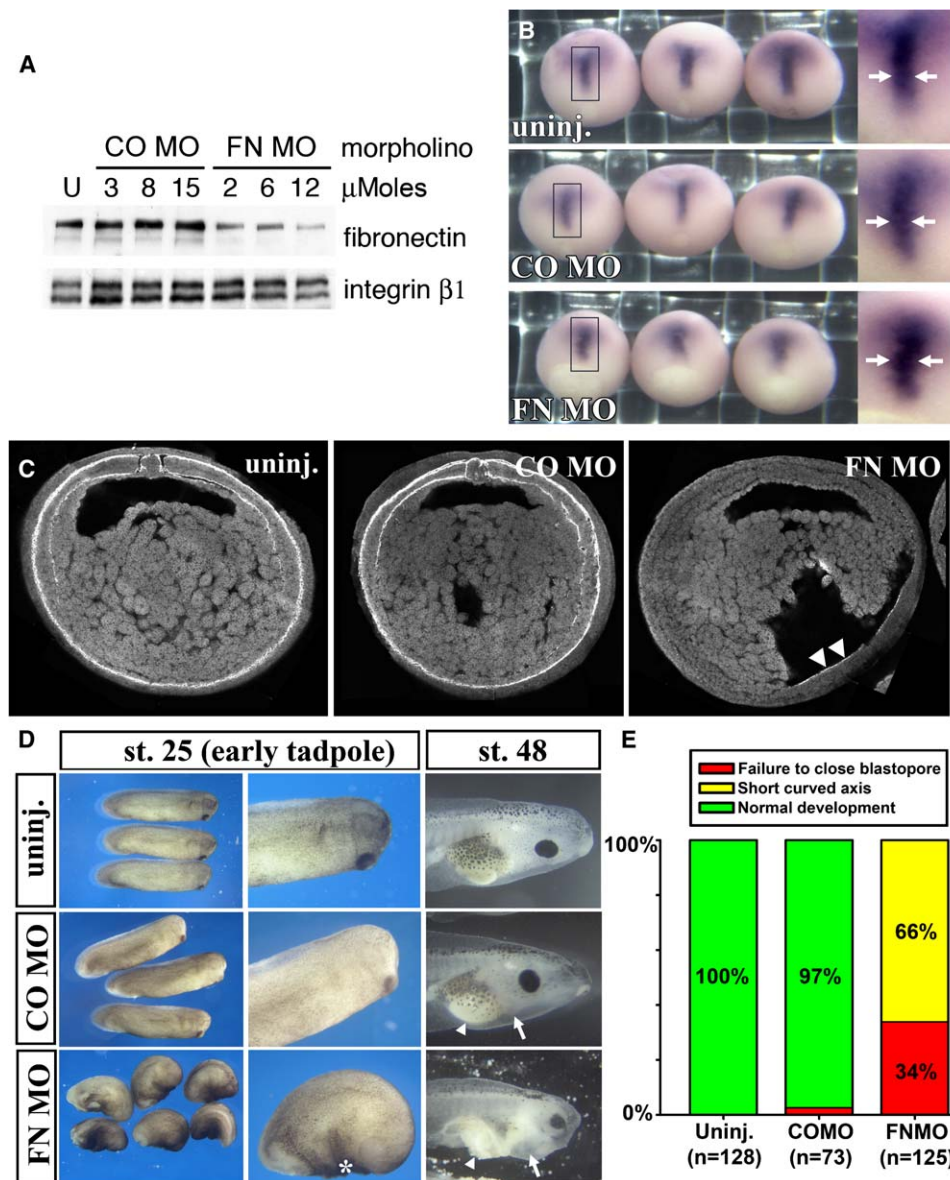 A
CO MO FN MO morpholino
U 3 8 15 2 6 12 µMoles
fibronectin
integrin β1
B
uninj.
CO MO
FN MO
C
uninj.
CO MO
FN MO
D
st. 25 (early tadpole) st. 48
uninj.
CO MO
FN MO
*
E
Failure to close blastopore
Short curved axis
Normal development
100%
100%
97%
66%
34%
0%
Uninj. COMO FNMO
(n=128) (n=73) (n=125)